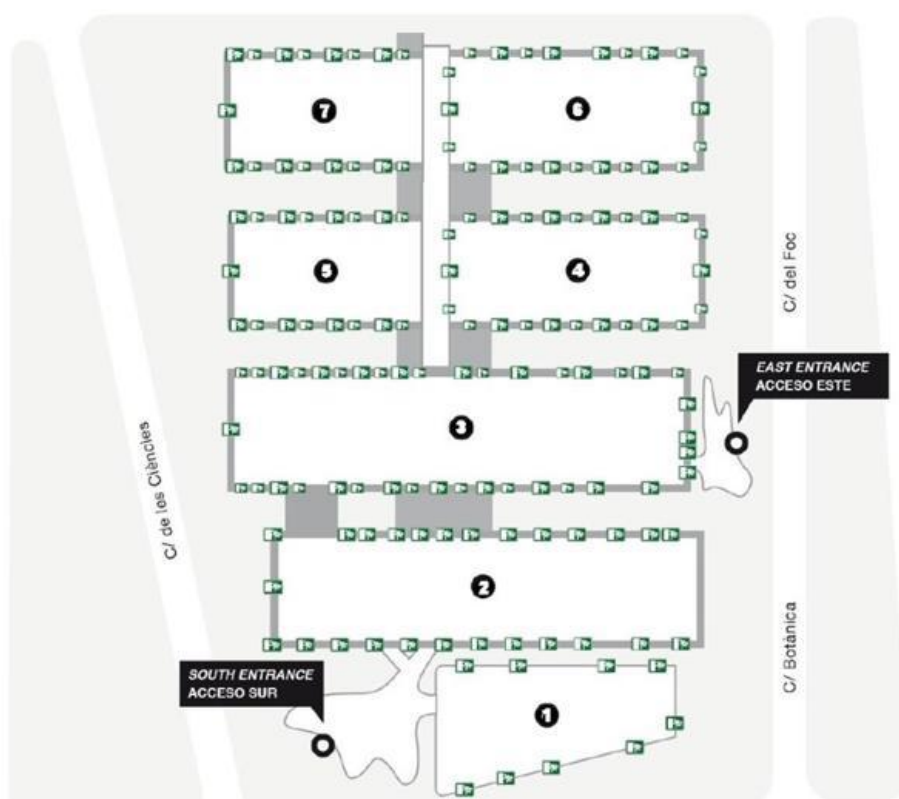 7
6
5
4
C/ del Foc
EAST ENTRANCE
ACCESO ESTE
3
C/ de les Ciències
2
SOUTH ENTRANCE
ACCESO SUR
C/ Botànica
1